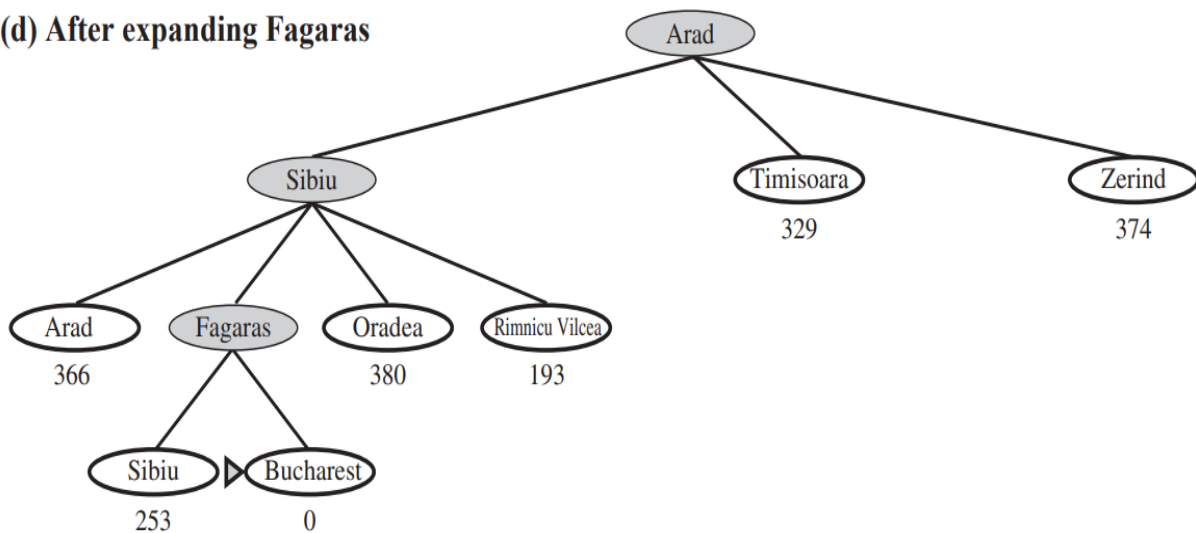 (d) After expanding Fagaras
Arad
Sibiu
Timisoara
Zerind
329
374
Arad
Fagaras
Oradea
Rimnicu Vilcea
366
380
193
Sibiu
Bucharest
253
0